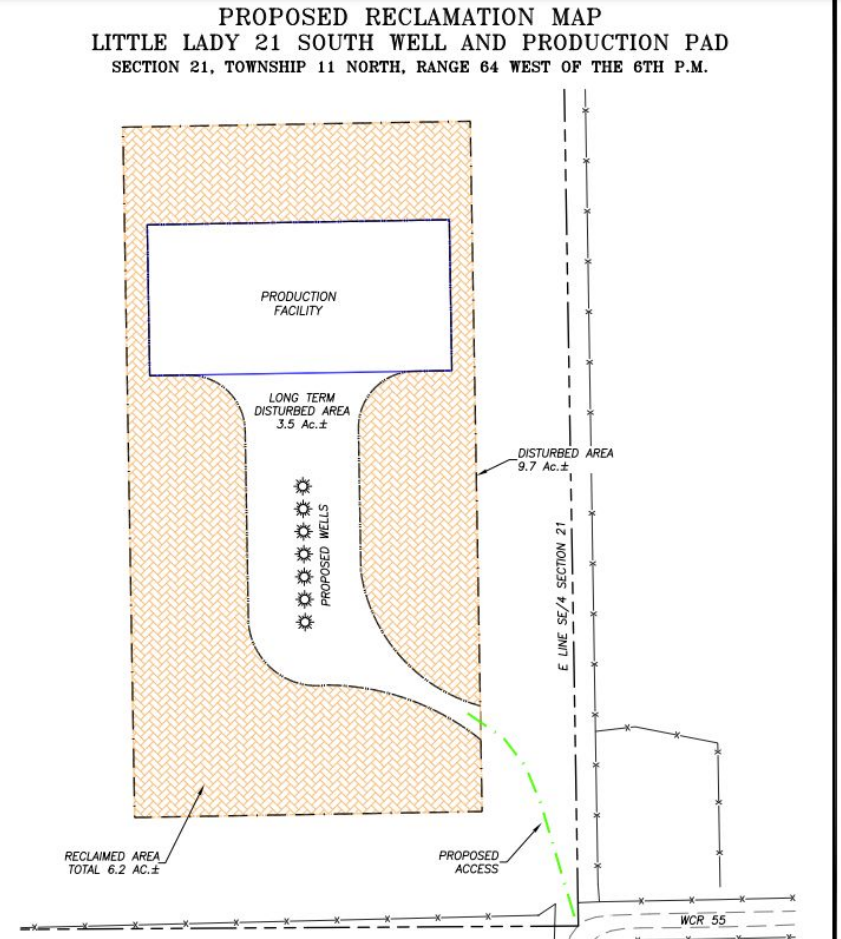 PROPOSED RECLAMATION MAP
LITTLE LADY 21 SOUTH WELL AND PRODUCTION PAD
SECTION 21, TOWNSHIP 11 NORTH, RANGE 64 WEST OF THE 6TH P.M.
PRODUCTION
FACILITY
LONG TERM
DISTURBED AREA
3.5 Ac.±
DISTURBED AREA
9.7 Ac.±
PROPOSED WELLS
E LINE SE/4 SECTION 21
RECLAIMED AREA
TOTAL 6.2 AC.±
PROPOSED
ACCESS
WCR 55